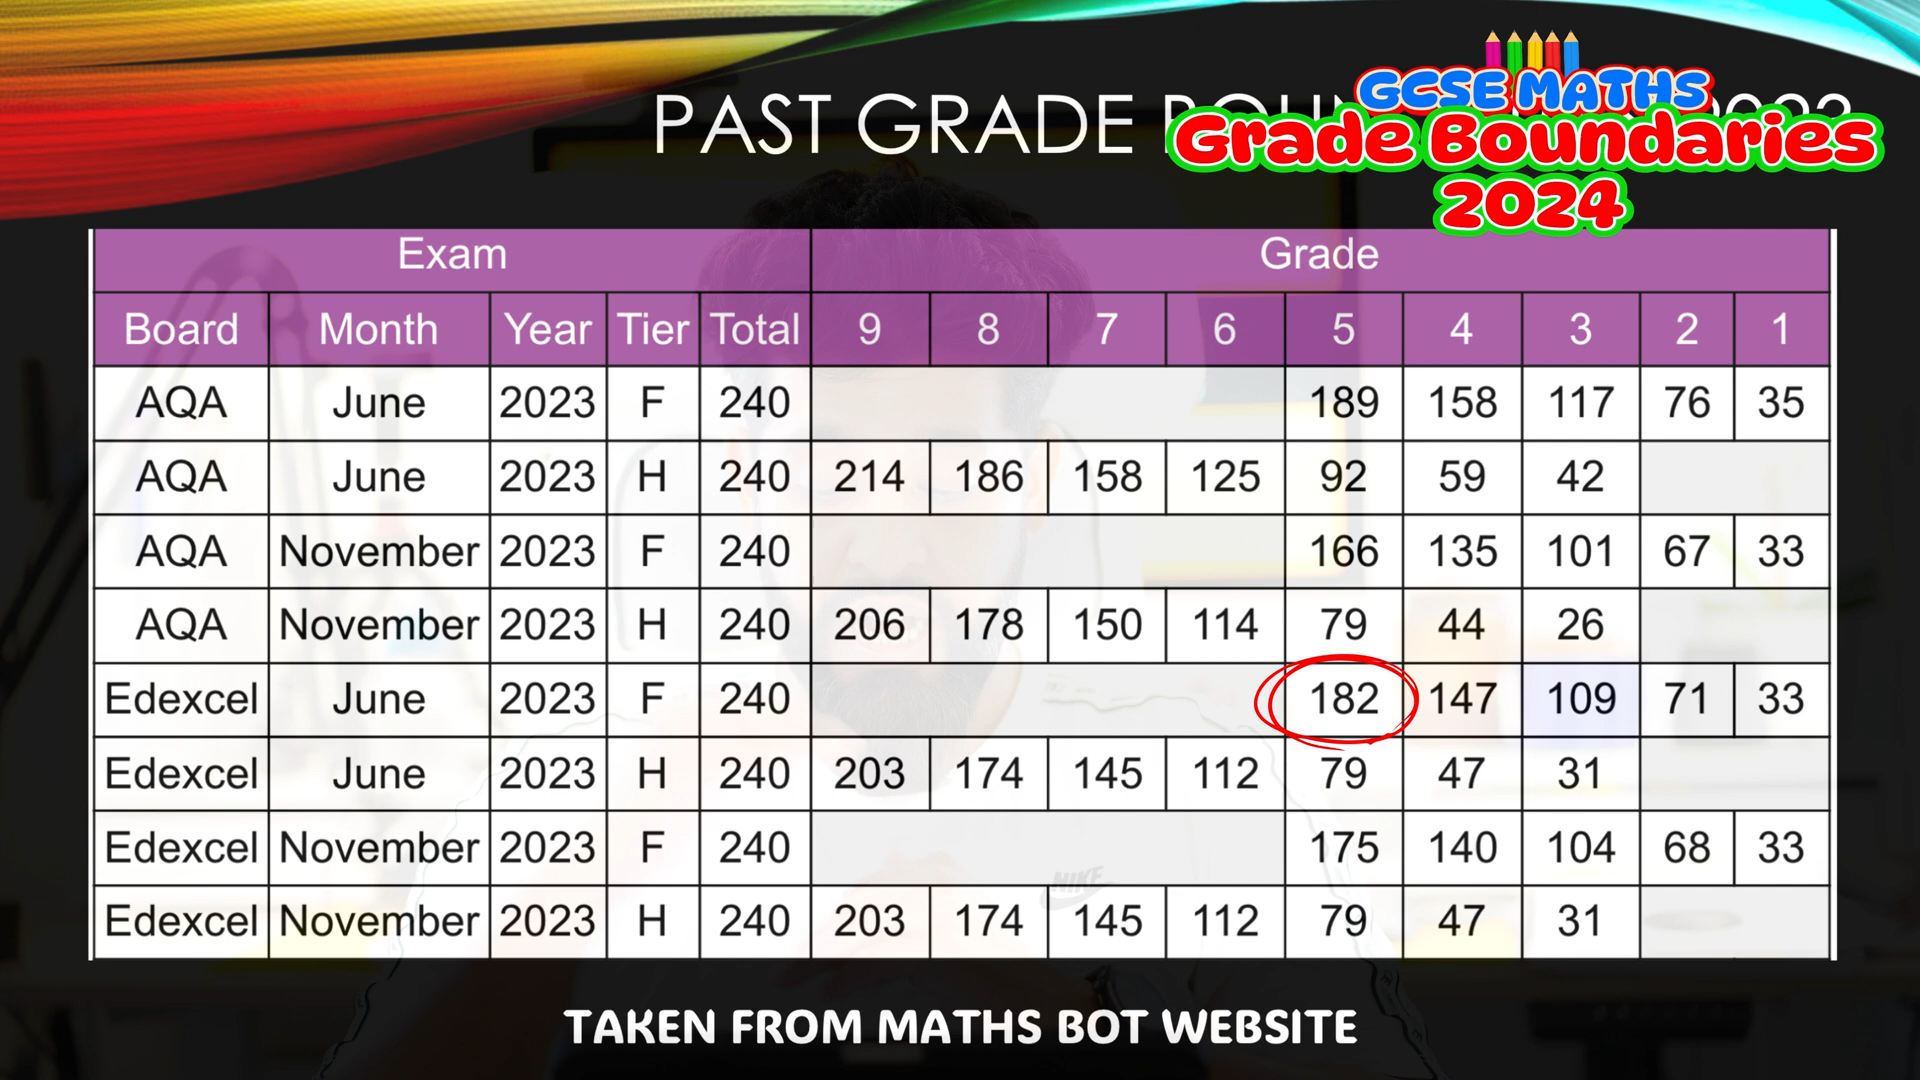 PAST GRADE
GCSE MATHS
Grade Boundaries
2024
Exam Grade
Board Month Year Tier Total 9 8 7 6 5 4 3 2 1
AQA June 2023 F 240 189 158 117 76 35
AQA June 2023 H 240 214 186 158 125 92 59 42
AQA November 2023 F 240 166 135 101 67 33
AQA November 2023 H 240 206 178 150 114 79 44 26
Edexcel June 2023 F 240 182 147 109 71 33
Edexcel June 2023 H 240 203 174 145 112 79 47 31
Edexcel November 2023 F 240 175 140 104 68 33
Edexcel November 2023 H 240 203 174 145 112 79 47 31
NIKE
TAKEN FROM MATHS BOT WEBSITE